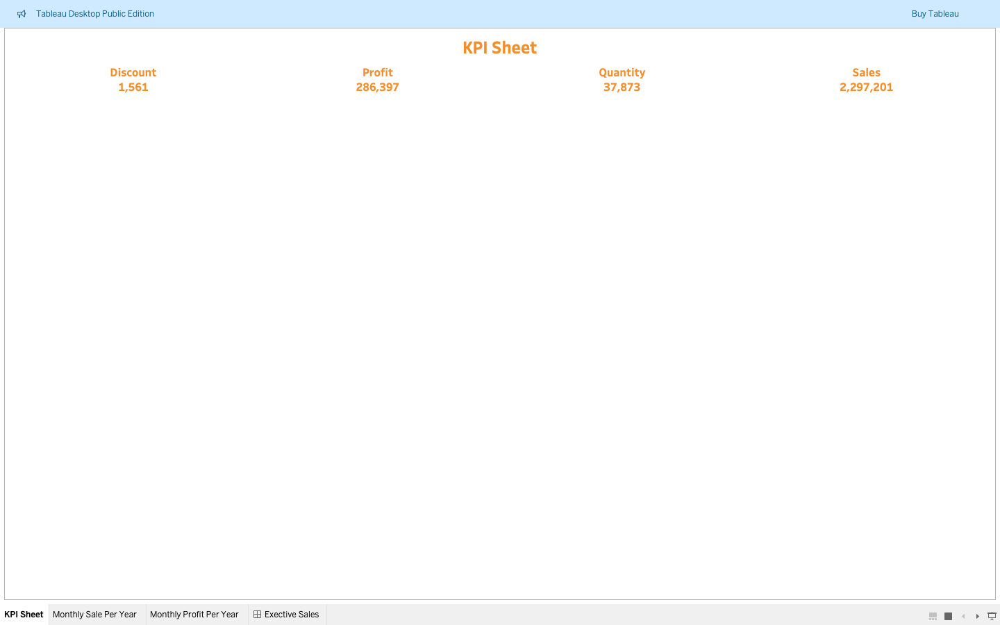 Tableau Desktop Public Edition Buy Tableau
KPI Sheet
Discount Profit Quantity Sales
1,561 286,397 37,873 2,297,201
KPI Sheet Monthly Sale Per Year Monthly Profit Per Year Exective Sales